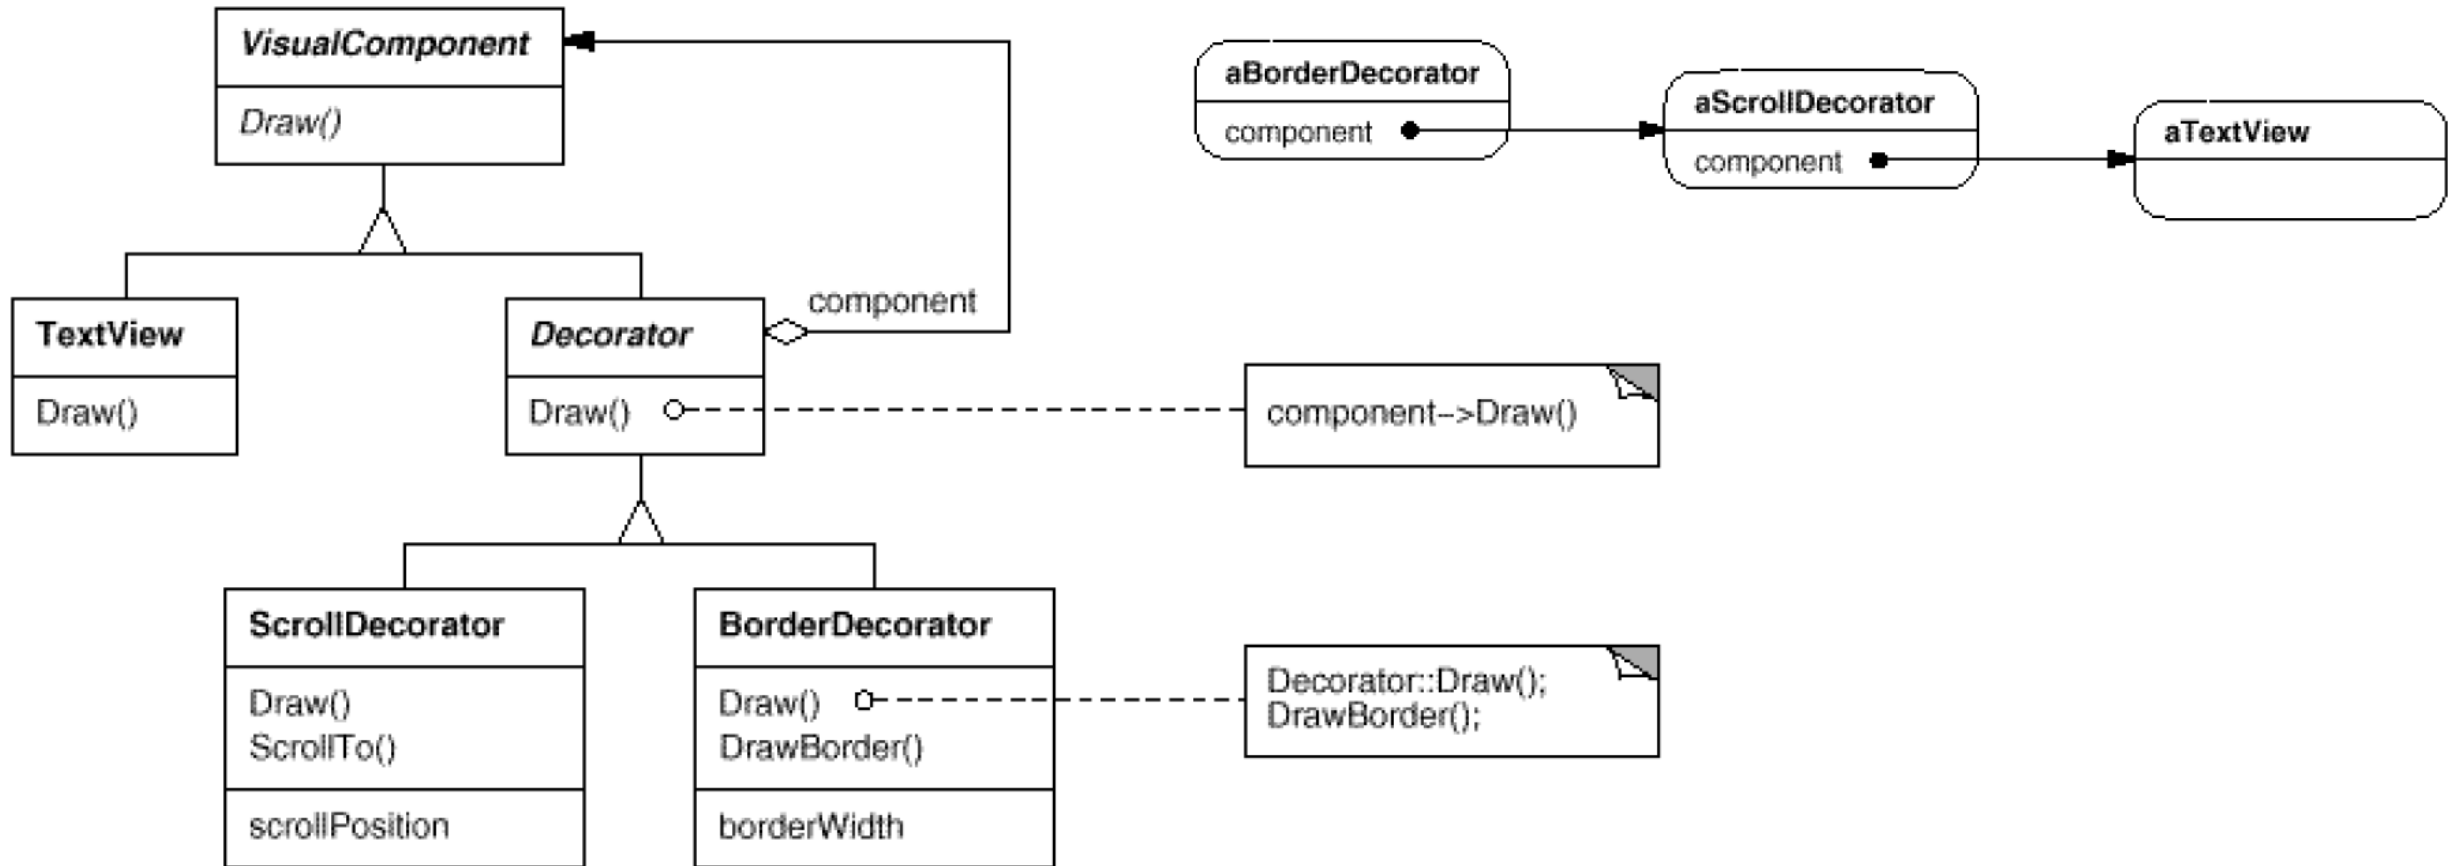 VisualComponent
Draw()
TextView
Draw()
Decorator
Draw()
component
component–>Draw()
ScrollDecorator
Draw()
ScrollTo()
scrollPosition
BorderDecorator
Draw()
DrawBorder()
borderWidth
Decorator::Draw();
DrawBorder();
aBorderDecorator
component
aScrollDecorator
component
aTextView